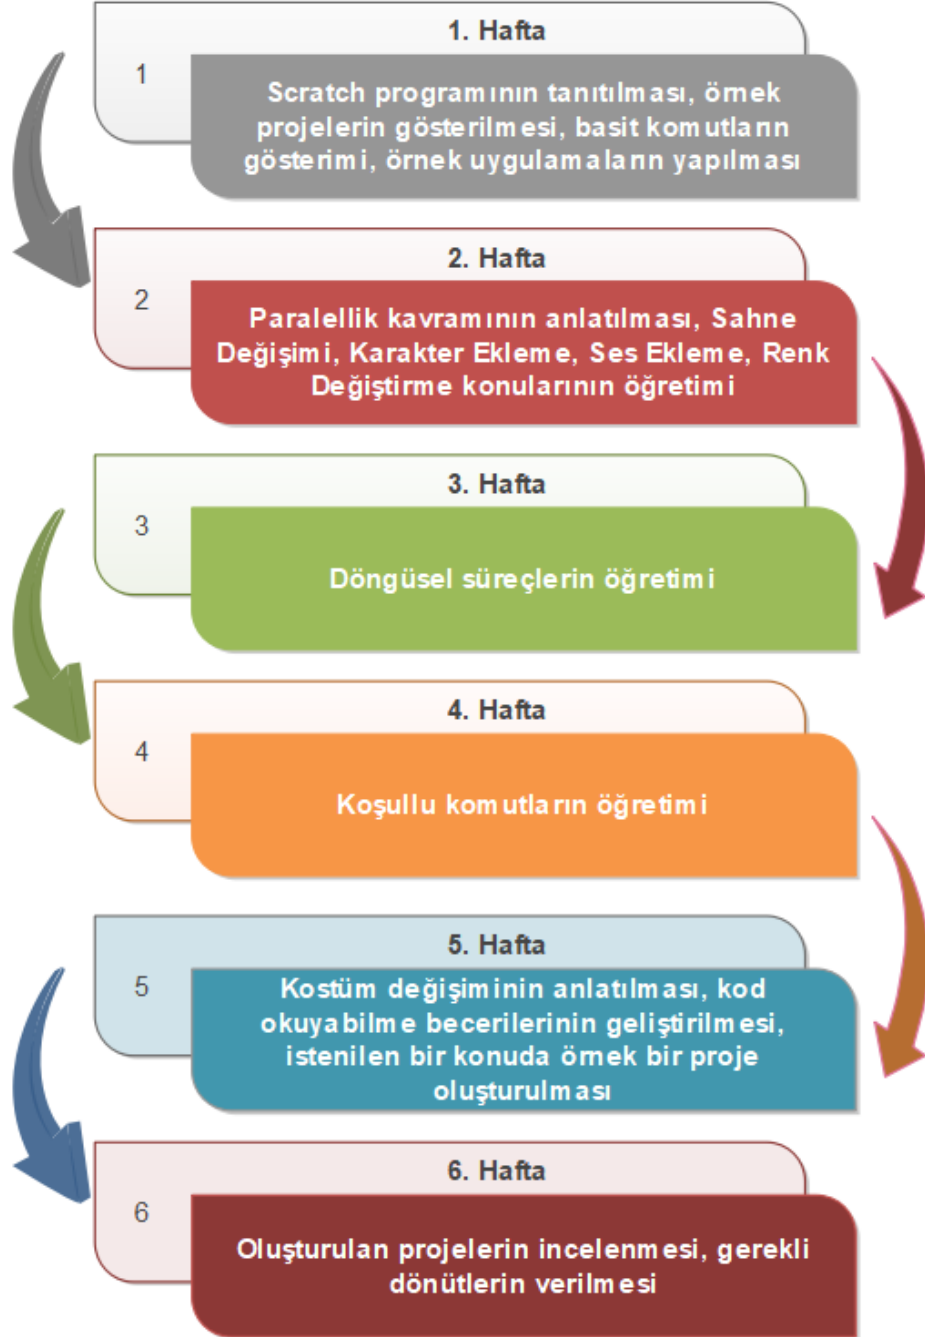 1. Hafta
1
Scratch programının tanıtılması, örnek
projelerin gösterilmesi, basit komutların
gösterimi, örnek uygulamaların yapılması
2. Hafta
2
Paralellik kavramının anlatılması, Sahne
Değişimi, Karakter Ekleme, Ses Ekleme, Renk
Değiştirme konularının öğretimi
3. Hafta
3
Döngüsel süreçlerin öğretimi
4. Hafta
4
Koşullu komutların öğretimi
5. Hafta
5
Kostüm değişiminin anlatılması, kod
okuyabilme becerilerinin geliştirilmesi,
istenilen bir konuda örnek bir proje
oluşturulması
6. Hafta
6
Oluşturulan projelerin incelenmesi, gerekli
dönütlerin verilmesi